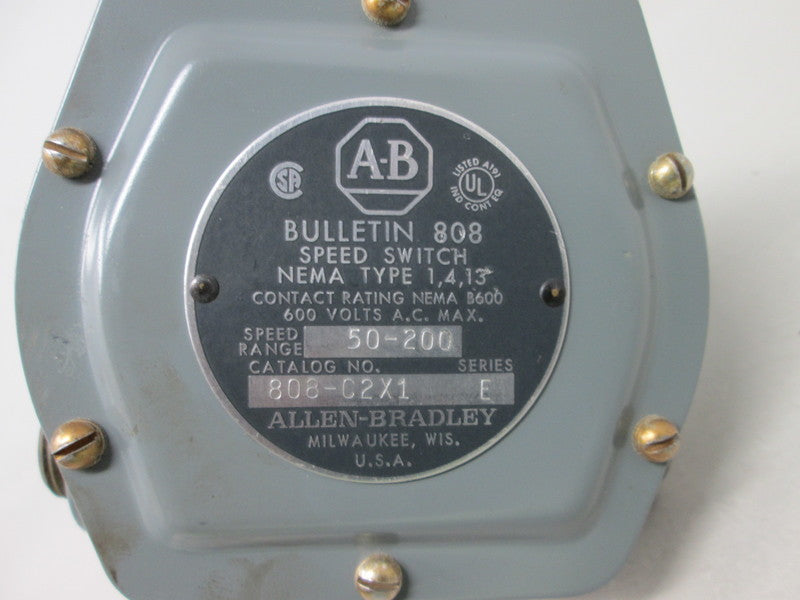 A-B
SA
LISTED A191
UL
IND CONT EQ
BULLETIN 808
SPEED SWITCH
NEMA TYPE 1,4,13
CONTACT RATING NEMA B600
600 VOLTS A.C. MAX.
SPEED RANGE 50-200
CATALOG NO. SERIES
808-C2X1 E
ALLEN-BRADLEY
MILWAUKEE, WIS.
U.S.A.